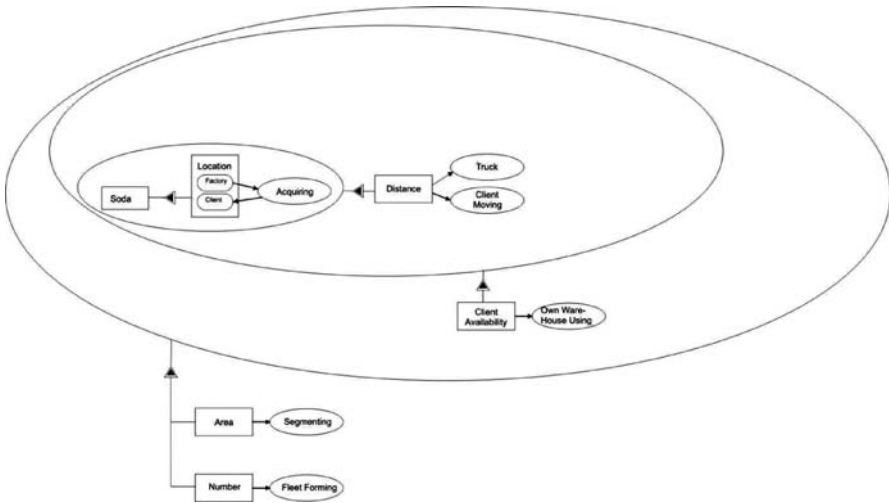 Location
Factory
Client
Soda
Acquiring
Distance
Truck
Client
Moving
Client
Availability
Own Ware-
House Using
Area
Segmenting
Number
Fleet Forming